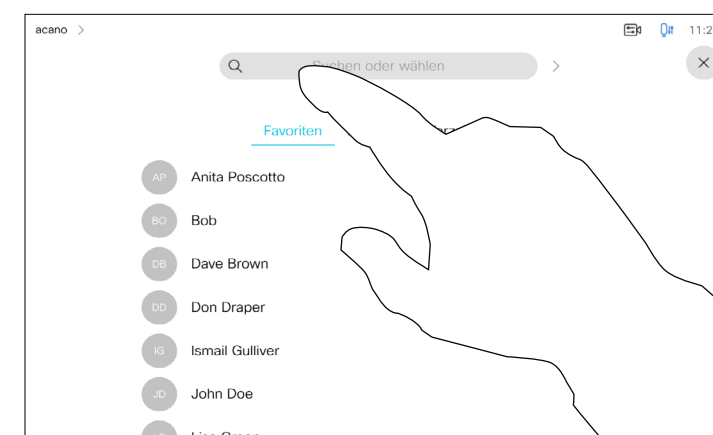 acano >
11:2
Suchen oder wählen
Favoriten
AP Anita Poscotto
BO Bob
DB Dave Brown
DD Don Draper
IG Ismail Gulliver
JD John Doe